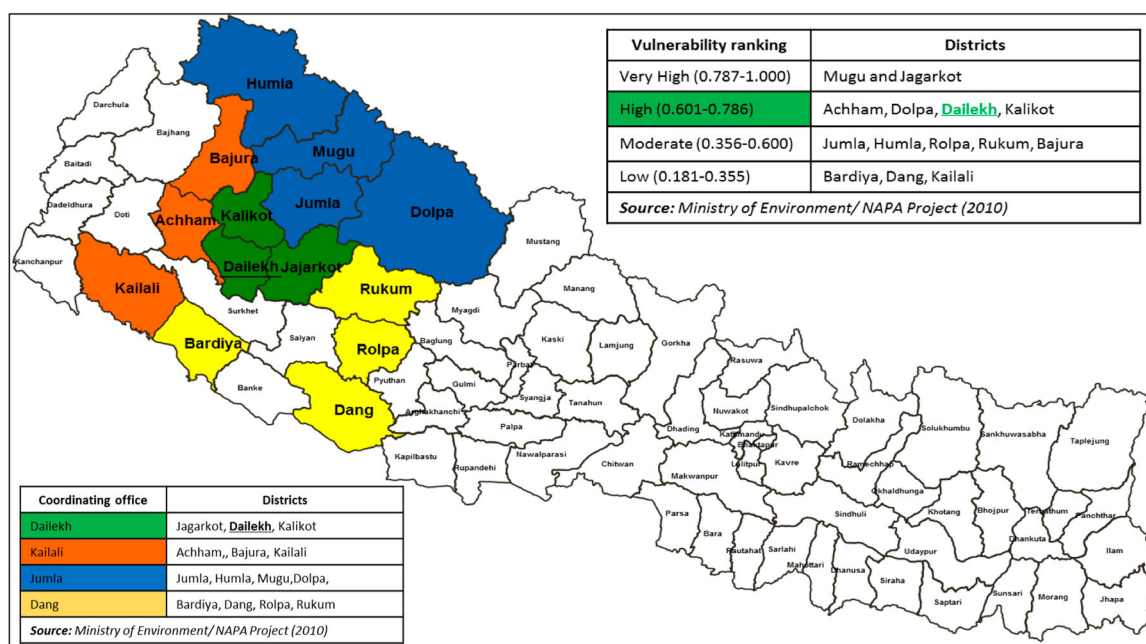 Vulnerability ranking Districts
Very High (0.787-1.000) Mugu and Jagarkot
High (0.601-0.786) Achham, Dolpa, Dailekh, Kalikot
Moderate (0.356-0.600) Jumla, Humla, Rolpa, Rukum, Bajura
Low (0.181-0.355) Bardiya, Dang, Kailali
Source: Ministry of Environment/ NAPA Project (2010)
Humla
Darchula
Bajhang
Mugu
Bajura
Baitadi
Dadeldhura
Doti
Achham
Kalikot
Jumla
Dolpa
Mustang
Kanchanpur
Dailekh
Jajarkot
Kailali
Rukum
Manang
Surkhet
Myagdi
Salyan
Bardiya
Rolpa
Baglung
Kaski
Lamjung
Gorkha
Rasuwa
Parbat
Banke
Pyuthan
Gulmi
Syangja
Tanahun
Dang
Arghakhanchi
Palpa
Nuwakot
Sindhupalchok
Dolakha
Solukhumbu
Sankhuwasabha
Taplejung
Dhading
Kathmandu
Bhaktapur
Lulitpur
Kavre
Ramechhap
Kapilbastu
Rupandehi
Nawalparasi
Chitwan
Makwanpur
Okhaldhunga
Khotang
Bhojpur
Terhathum
Panchthar
Sindhuli
Dhankuta
Parsa
Bara
Rautahat
Sarlahi
Mahottari
Dhanusa
Siraha
Udaypur
Saptari
Sunsari
Morang
Ilam
Jhapa
Coordinating office Districts
Dailekh Jagarkot, Dailekh, Kalikot
Kailali Achham,, Bajura, Kailali
Jumla Jumla, Humla, Mugu,Dolpa,
Dang Bardiya, Dang, Rolpa, Rukum
Source: Ministry of Environment/ NAPA Project (2010)